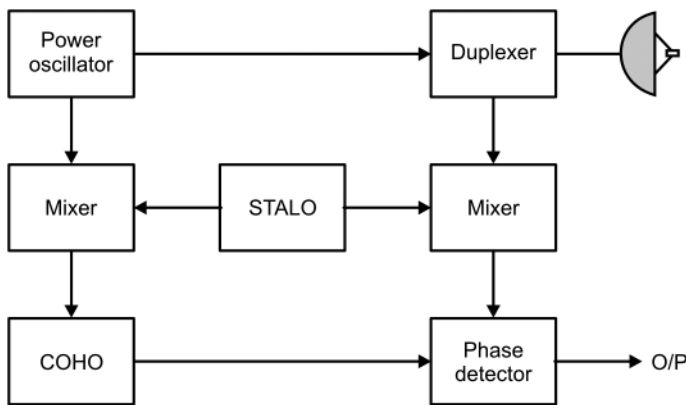 Power
oscillator
Duplexer
Mixer
STALO
Mixer
COHO
Phase
detector
O/P